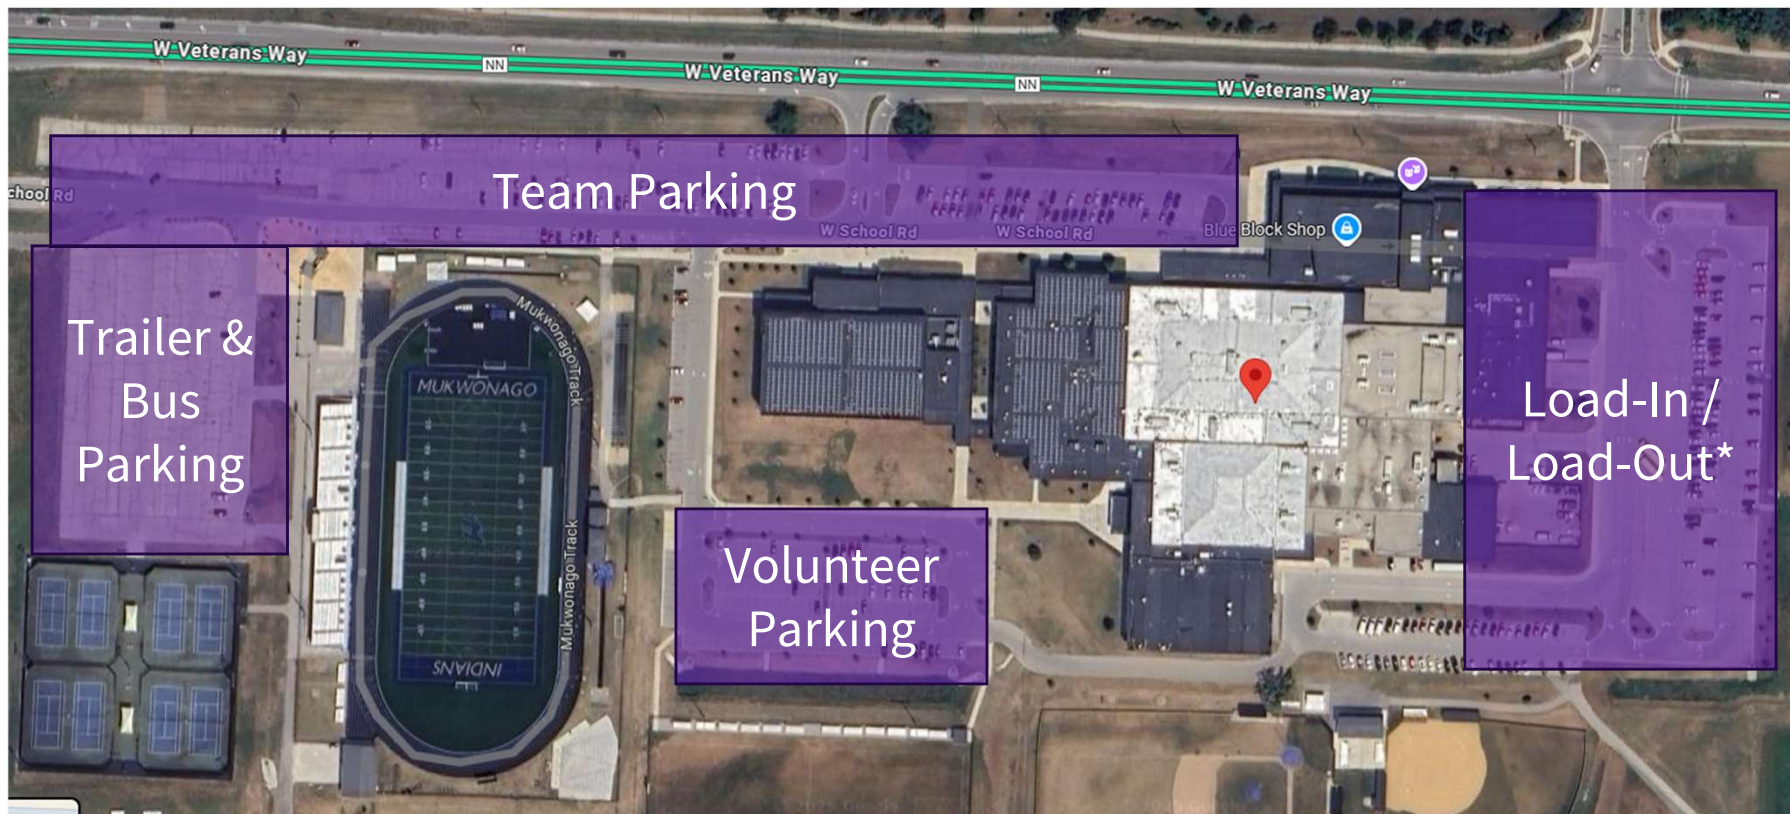 W Veterans Way
NN
W Veterans Way
NN
W Veterans Way
Team Parking
chool Rd
W School Rd
W School Rd
Blue Block Shop
Trailer &
Bus
Parking
Mukwonago Track
MUKWONAGO
Load-In /
Load-Out*
Volunteer
Parking
Mukwonago Track
INDIANS